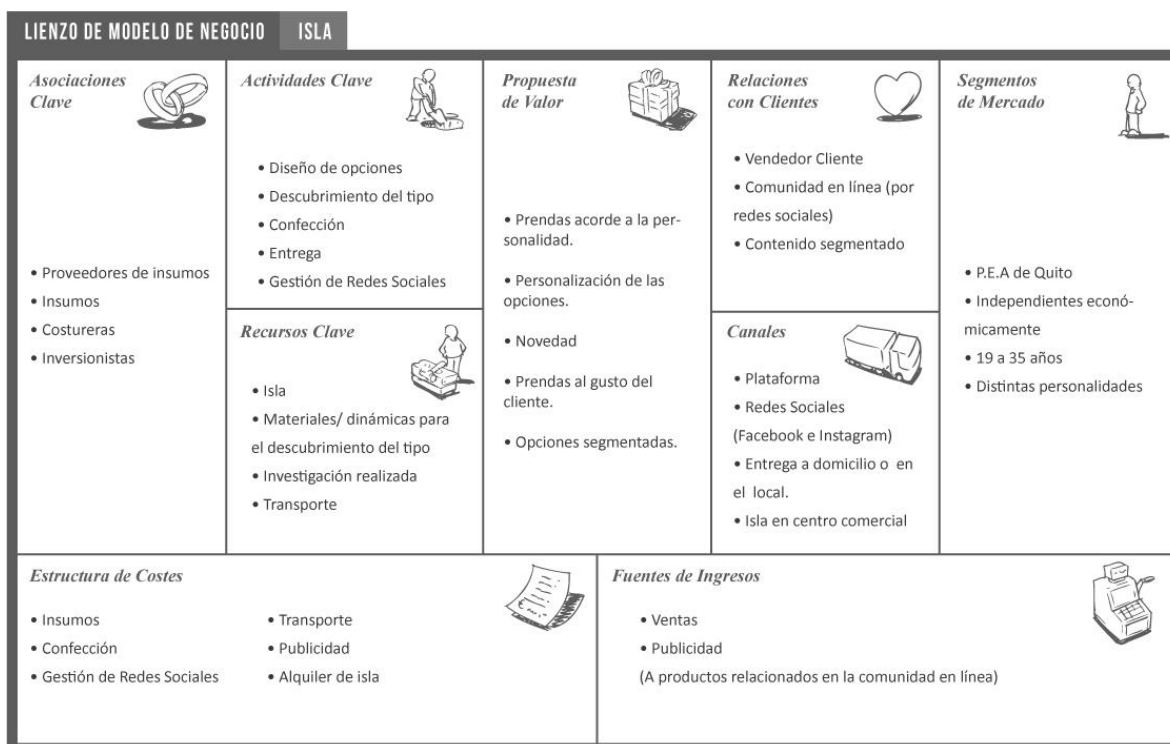 LIENZO DE MODELO DE NEGOCIO ISLA
Asociaciones
Clave
• Proveedores de insumos
• Insumos
• Costureras
• Inversionistas
Actividades Clave
• Diseño de opciones
• Descubrimiento del tipo
• Confección
• Entrega
• Gestión de Redes Sociales
Recursos Clave
• Isla
• Materiales/ dinámicas para
el descubrimiento del tipo
• Investigación realizada
• Transporte
Propuesta
de Valor
• Prendas acorde a la per-
sonalidad.
• Personalización de las
opciones.
• Novedad
• Prendas al gusto del
cliente.
• Opciones segmentadas.
Relaciones
con Clientes
• Vendedor Cliente
• Comunidad en línea (por
redes sociales)
• Contenido segmentado
Canales
• Plataforma
• Redes Sociales
(Facebook e Instagram)
• Entrega a domicilio o en
el local.
• Isla en centro comercial
Segmentos
de Mercado
• P.E.A de Quito
• Independientes econó-
micamente
• 19 a 35 años
• Distintas personalidades
Estructura de Costes
• Insumos
• Confección
• Gestión de Redes Sociales
• Transporte
• Publicidad
• Alquiler de isla
Fuentes de Ingresos
• Ventas
• Publicidad
(A productos relacionados en la comunidad en línea)